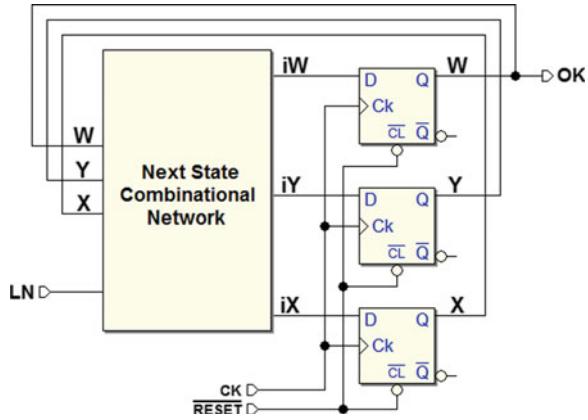 iW
D Q
W
OK
Ck
CL Q
W
Y
X
Next State
Combinational
Network
iY
D Q
Y
Ck
CL Q
LN
iX
D Q
X
Ck
CL Q
CK
RESET